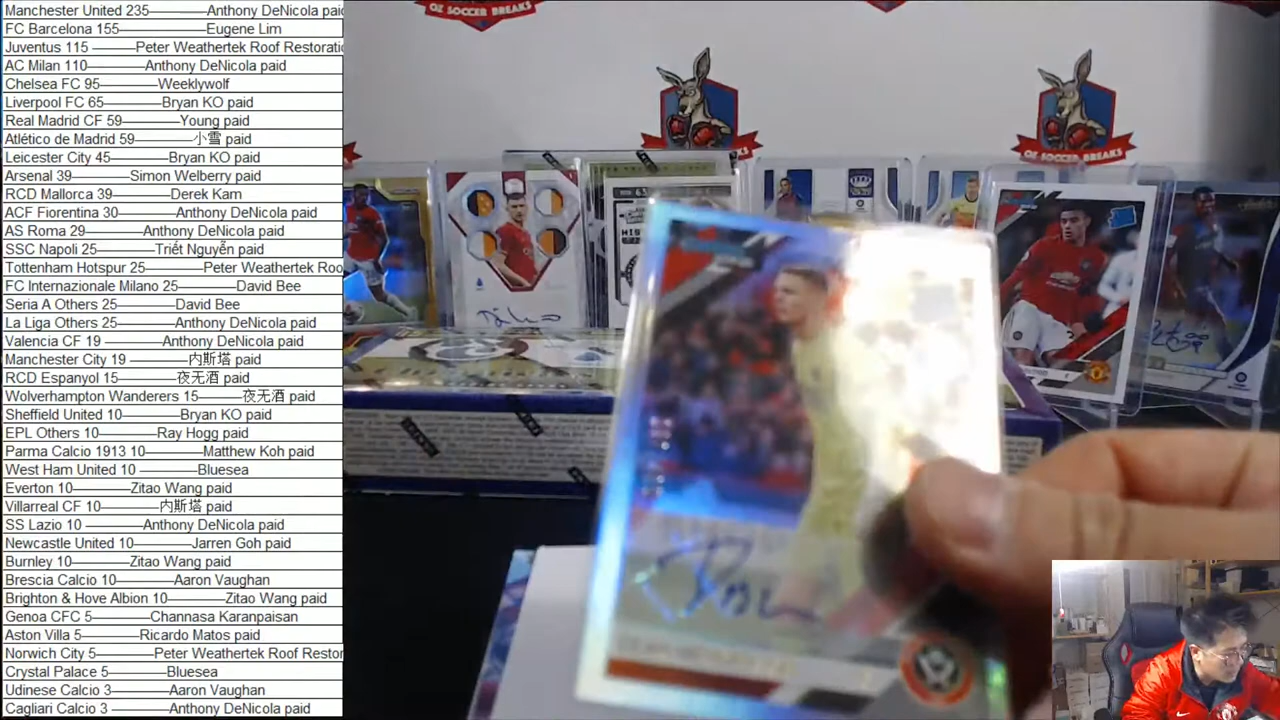 Manchester United 235———Anthony DeNicola paid
FC Barcelona 155————Eugene Lim
Juventus 115 ———Peter Weathertek Roof Restorati
AC Milan 110————Anthony DeNicola paid
Chelsea FC 95————Weeklywolf
Liverpool FC 65————Bryan KO paid
Real Madrid CF 59————Young paid
Atlético de Madrid 59————小雪 paid
Leicester City 45————Bryan KO paid
Arsenal 39————Simon Welberry paid
RCD Mallorca 39————Derek Kam
ACF Fiorentina 30————Anthony DeNicola paid
AS Roma 29————Anthony DeNicola paid
SSC Napoli 25————Triết Nguyễn paid
Tottenham Hotspur 25————Peter Weathertek Roo
FC Internazionale Milano 25————David Bee
Seria A Others 25————David Bee
La Liga Others 25————Anthony DeNicola paid
Valencia CF 19 ————Anthony DeNicola paid
Manchester City 19 ————内斯塔 paid
RCD Espanyol 15————夜无酒 paid
Wolverhampton Wanderers 15————夜无酒 paid
Sheffield United 10————Bryan KO paid
EPL Others 10————Ray Hogg paid
Parma Calcio 1913 10————Matthew Koh paid
West Ham United 10 ————Bluesea
Everton 10————Zitao Wang paid
Villarreal CF 10————内斯塔 paid
SS Lazio 10 ————Anthony DeNicola paid
Newcastle United 10————Jarren Goh paid
Burnley 10————Zitao Wang paid
Brescia Calcio 10————Aaron Vaughan
Brighton & Hove Albion 10————Zitao Wang paid
Genoa CFC 5————Channasa Karanpaisan
Aston Villa 5————Ricardo Matos paid
Norwich City 5————Peter Weathertek Roof Restor
Crystal Palace 5————Bluesea
Udinese Calcio 3 ————Aaron Vaughan
Cagliari Calcio 3 ————Anthony DeNicola paid
OZ SOCCER BREAKS
OZ SOCCER BREAKS